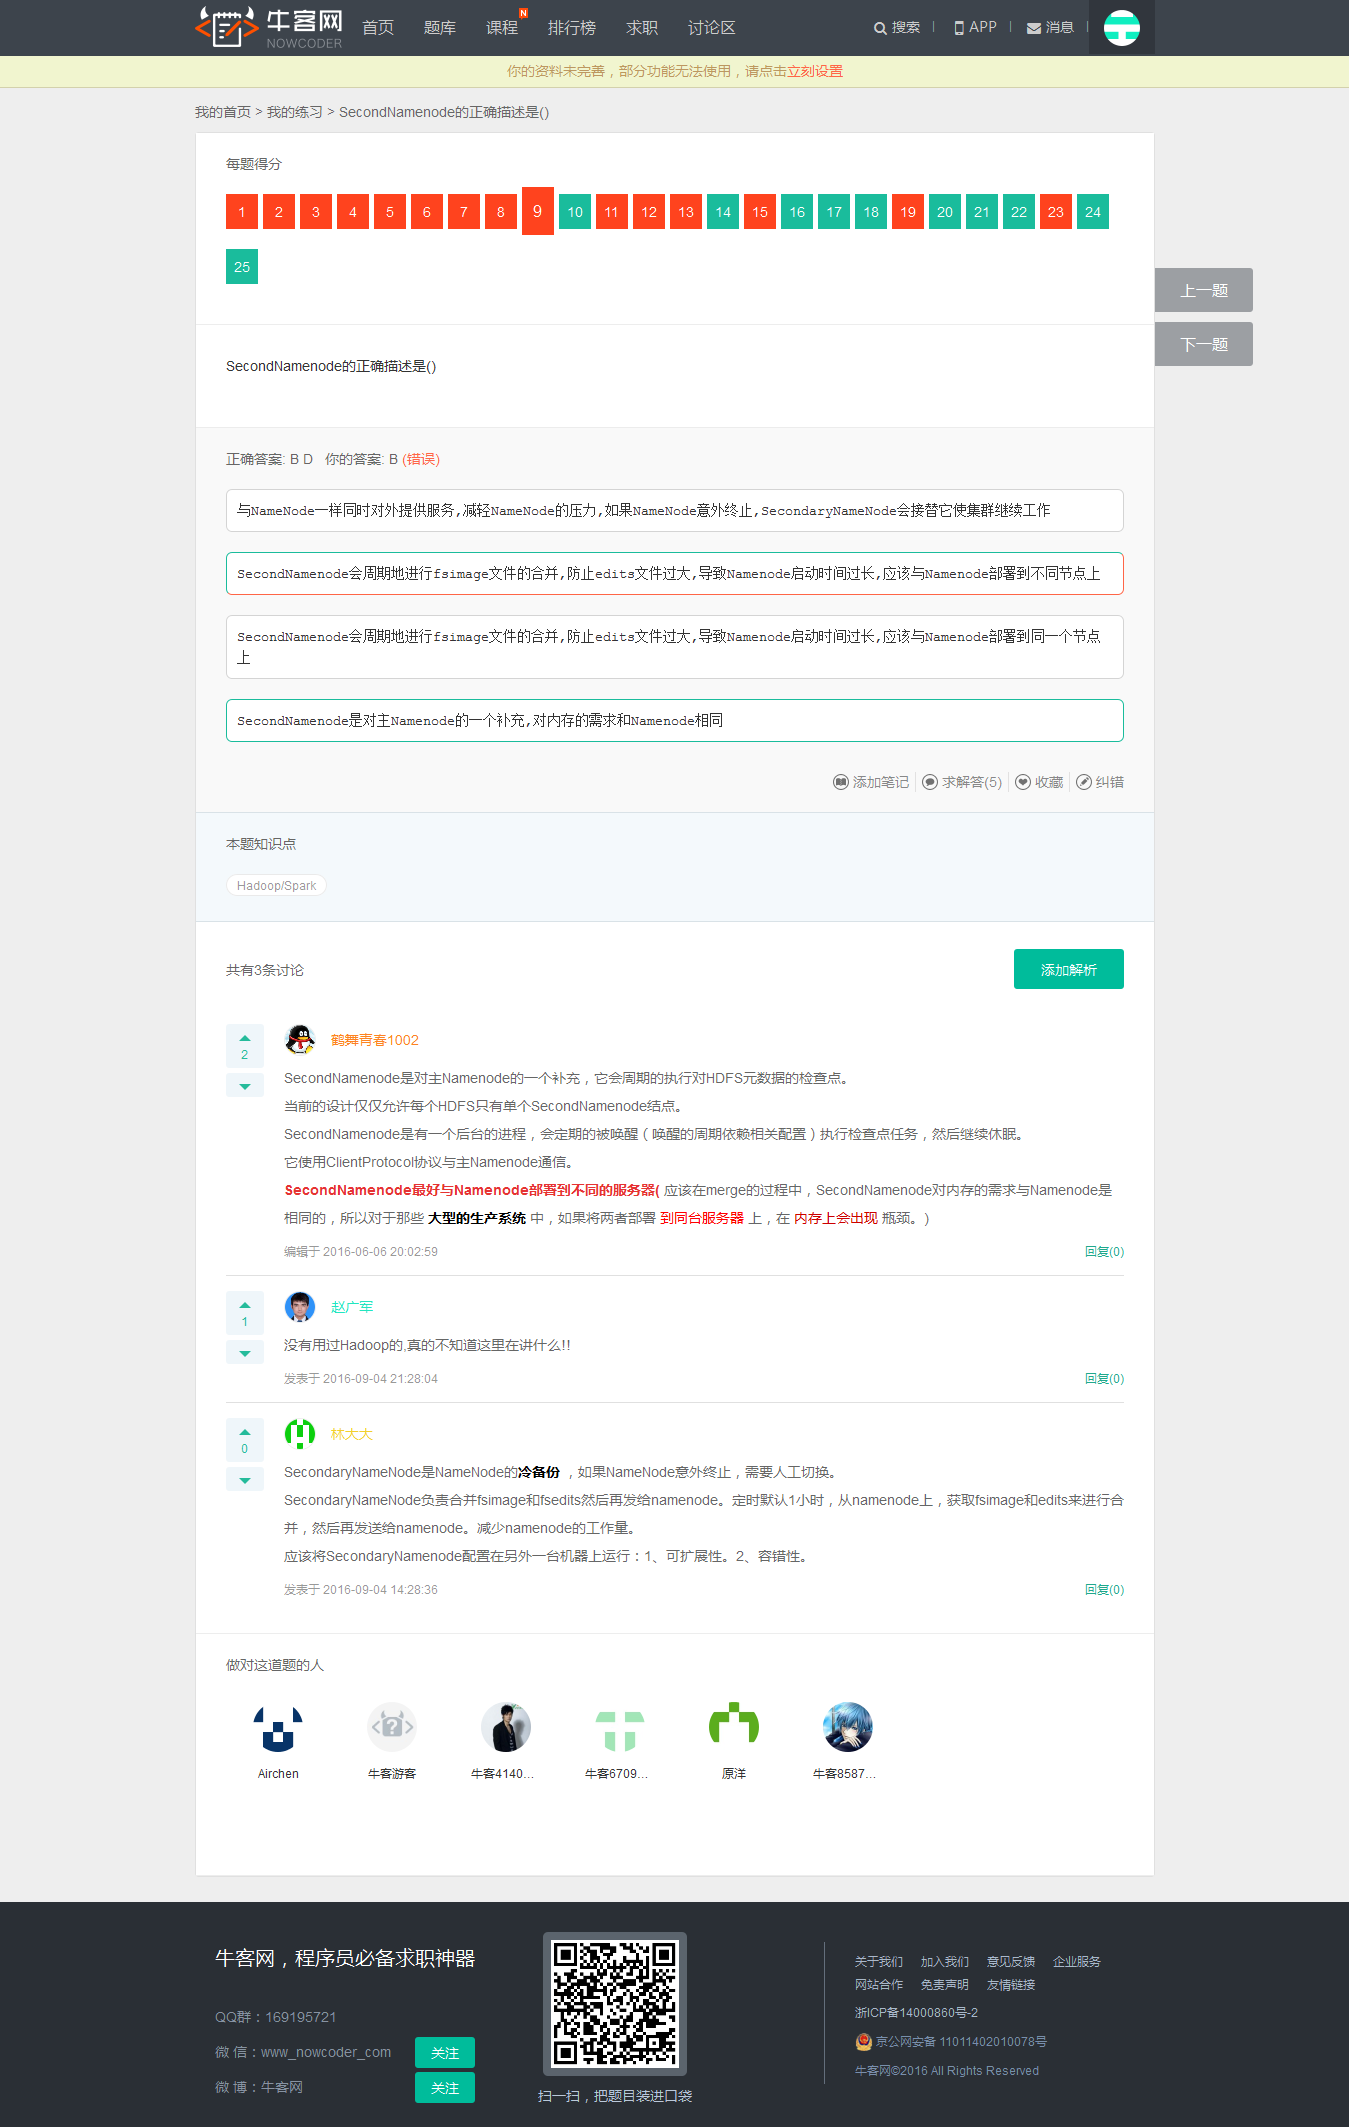 牛客网
NOWCODER
首页 题库 课程 N 排行榜 求职 讨论区 搜索 APP 消息
你的资料未完善，部分功能无法使用，请点击立刻设置
我的首页 > 我的练习 > SecondNamenode的正确描述是()
每题得分
1 2 3 4 5 6 7 8 9 10 11 12 13 14 15 16 17 18 19 20 21 22 23 24
25
上一题
下一题
SecondNamenode的正确描述是()
正确答案: B D 你的答案: B (错误)
与NameNode一样同时对外提供服务,减轻NameNode的压力,如果NameNode意外终止,SecondaryNameNode会接替它使集群继续工作
SecondNamenode会周期地进行fsimage文件的合并,防止edits文件过大,导致Namenode启动时间过长,应该与Namenode部署到不同节点上
SecondNamenode会周期地进行fsimage文件的合并,防止edits文件过大,导致Namenode启动时间过长,应该与Namenode部署到同一个节点
上
SecondNamenode是对主Namenode的一个补充,对内存的需求和Namenode相同
添加笔记 求解答(5) 收藏 纠错
本题知识点
Hadoop/Spark
共有3条讨论
添加解析
2
鹤舞青春1002
SecondNamenode是对主Namenode的一个补充，它会周期的执行对HDFS元数据的检查点。
当前的设计仅仅允许每个HDFS只有单个SecondNamenode结点。
SecondNamenode是有一个后台的进程，会定期的被唤醒（唤醒的周期依赖相关配置）执行检查点任务，然后继续休眠。
它使用ClientProtocol协议与主Namenode通信。
SecondNamenode最好与Namenode部署到不同的服务器( 应该在merge的过程中，SecondNamenode对内存的需求与Namenode是
相同的，所以对于那些 大型的生产系统 中，如果将两者部署 到同台服务器 上，在 内存上会出现 瓶颈。)
编辑于 2016-06-06 20:02:59
回复(0)
1
赵广军
没有用过Hadoop的,真的不知道这里在讲什么!!
发表于 2016-09-04 21:28:04
回复(0)
0
林大大
SecondaryNameNode是NameNode的冷备份 ，如果NameNode意外终止，需要人工切换。
SecondaryNameNode负责合并fsimage和fsedits然后再发给namenode。定时默认1小时，从namenode上，获取fsimage和edits来进行合
并，然后再发送给namenode。减少namenode的工作量。
应该将SecondaryNamenode配置在另外一台机器上运行：1、可扩展性。2、容错性。
发表于 2016-09-04 14:28:36
回复(0)
做对这道题的人
Airchen 牛客游客 牛客4140... 牛客6709... 原洋 牛客8587...
牛客网，程序员必备求职神器
QQ群：169195721
微 信：www_nowcoder_com
关注
微 博：牛客网
关注
扫一扫，把题目装进口袋
关于我们 加入我们 意见反馈 企业服务
网站合作 免责声明 友情链接
浙ICP备14000860号-2
京公网安备 11011402010078号
牛客网©2016 All Rights Reserved